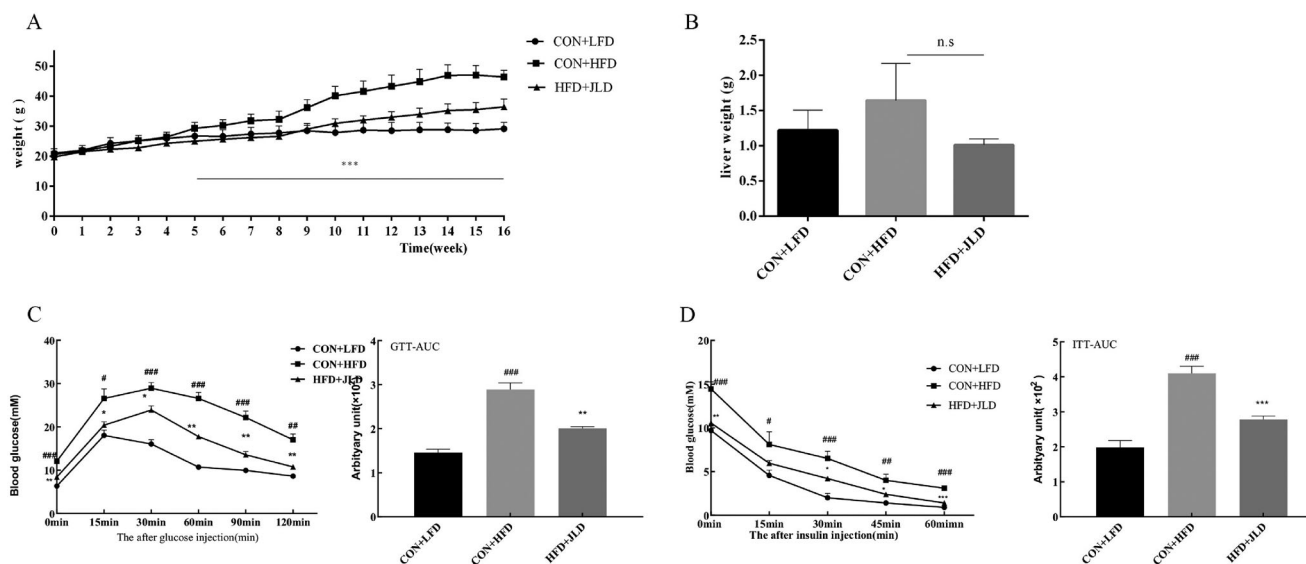 A
CON+LFD
CON+HFD
HFD+JLD
weight ( g )
60
50
40
30
20
10
0
***
0 1 2 3 4 5 6 7 8 9 10 11 12 13 14 15 16
Time(week)
B
n.s
liver weight (g)
2.5
2.0
1.5
1.0
0.5
0.0
CON+LFD
CON+HFD
HFD+JLD
C
CON+LFD
CON+HFD
HFD+JLD
Blood glucose(mM)
40
30
20
10
0
### # ### ### ### ##
** * * ** ** **
0min 15min 30min 60min 90min 120min
The after glucose injection(min)
GTT-AUC
Arbityary unit(×10
4
3
2
1
0
###
**
CON+LFD
CON+HFD
HFD+JLD
D
CON+LFD
CON+HFD
HFD+JLD
Blood glucose(mM)
15
10
5
0
### # ### ## ###
** * * ***
0min 15min 30min 45min 60mimn
The after insulin injection(min)
ITT-AUC
Arbityary unit( ×10²)
5
4
3
2
1
0
###
***
CON+LFD
CON+HFD
HFD+JLD